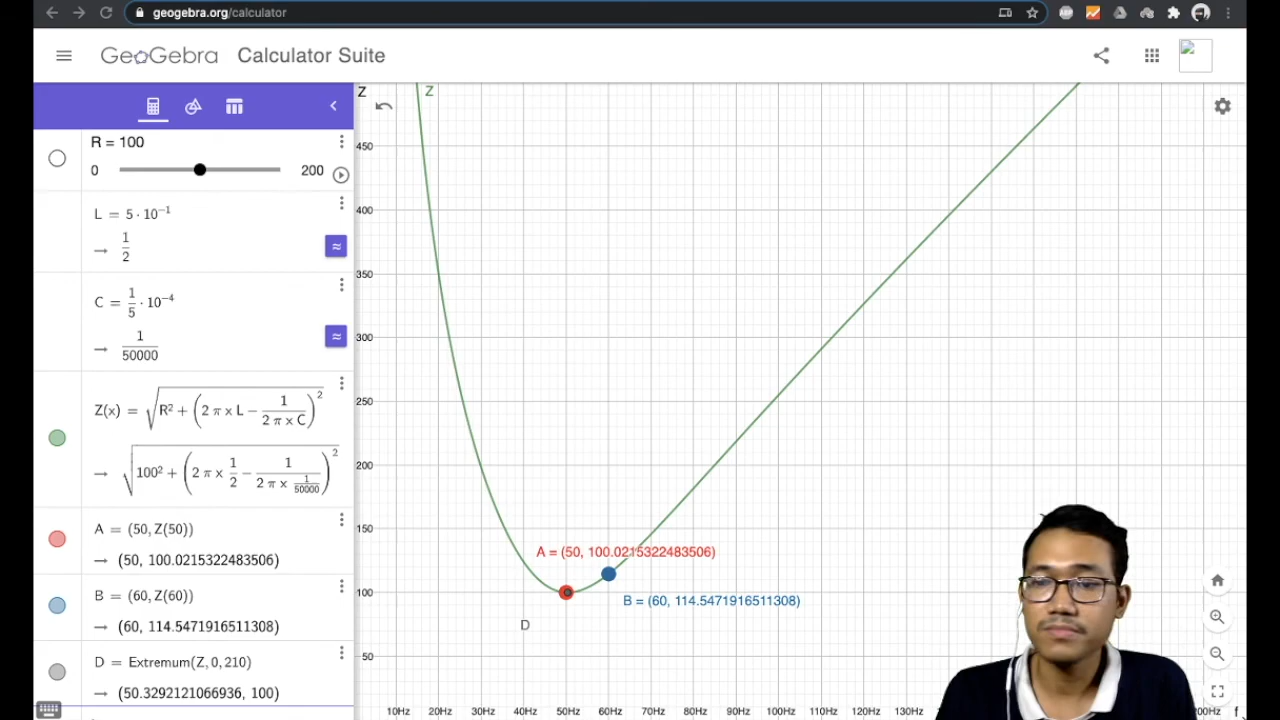 geogebra.org/calculator
GeoGebra Calculator Suite
R = 100
0 200
L = 5 · 10⁻¹
→ 1/2
≈
C = 1/5 · 10⁻⁴
→ 1/50000
≈
Z(x) = √(R² + (2 π x L − 1/(2 π x C))²)
→ √(100² + (2 π x 1/2 − 1/(2 π x 1/50000))²)
A = (50, Z(50))
→ (50, 100.0215322483506)
B = (60, Z(60))
→ (60, 114.5471916511308)
D = Extremum(Z, 0, 210)
→ (50.3292121066936, 100)
Z
Z
450
400
350
300
250
200
150
100
50
A = (50, 100.0215322483506)
B = (60, 114.5471916511308)
D
10Hz 20Hz 30Hz 40Hz 50Hz 60Hz 70Hz 80Hz 90Hz 100Hz 110Hz 120Hz 130Hz 200Hz f